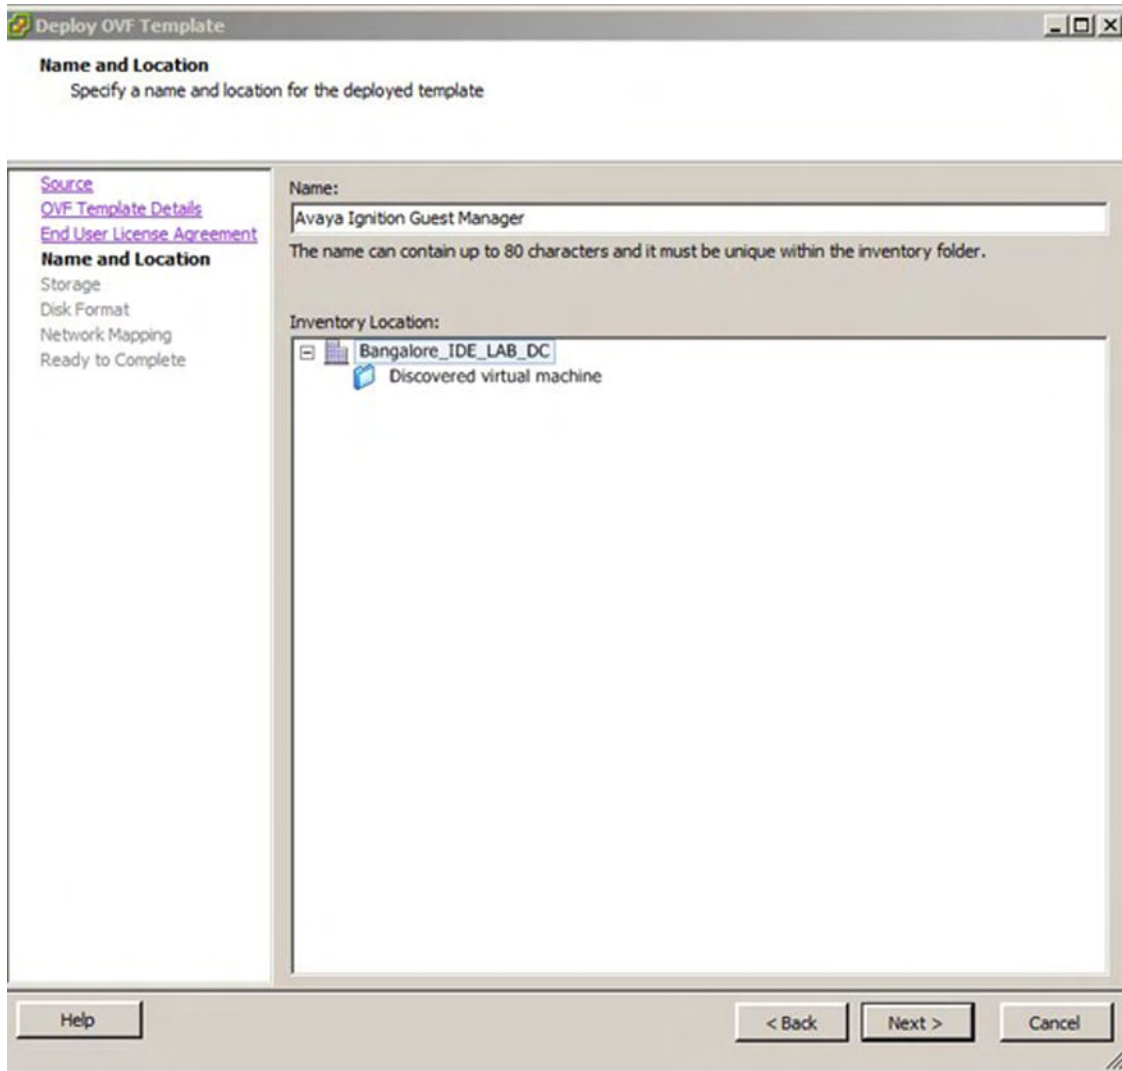 Deploy OVF Template
Name and Location
Specify a name and location for the deployed template
Source
OVF Template Details
End User License Agreement
Name and Location
Storage
Disk Format
Network Mapping
Ready to Complete
Name:
Avaya Ignition Guest Manager
The name can contain up to 80 characters and it must be unique within the inventory folder.
Inventory Location:
Bangalore_IDE_LAB_DC
Discovered virtual machine
Help
< Back
Next >
Cancel